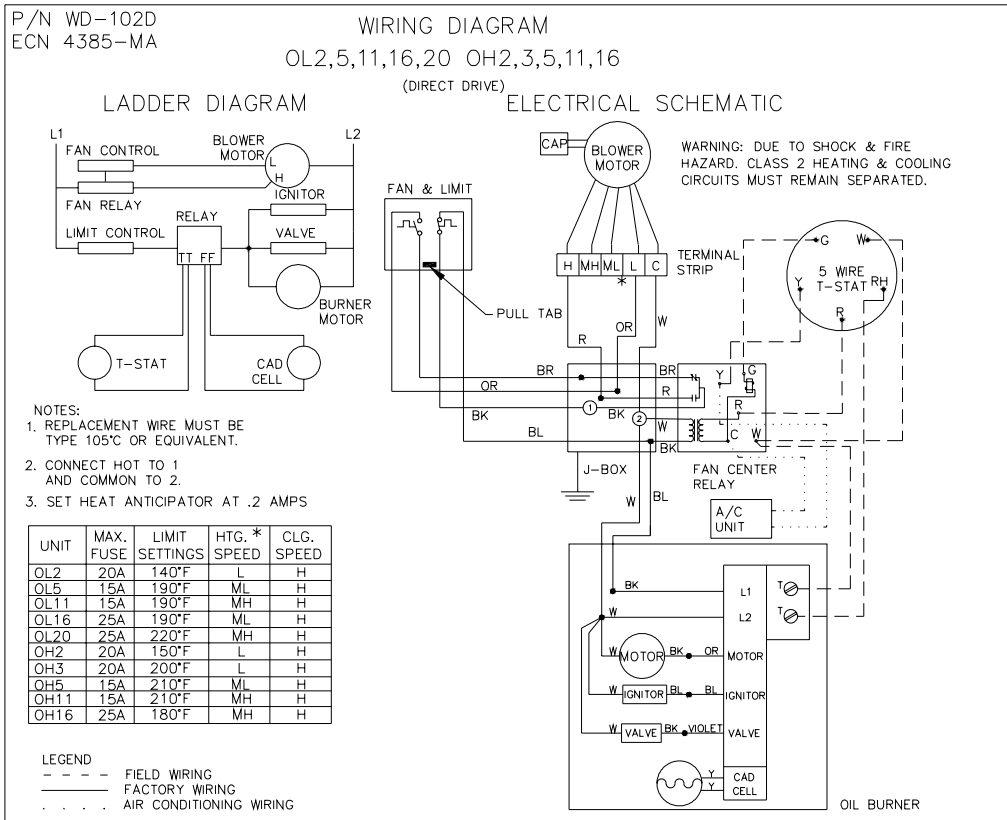 P/N WD-102D
ECN 4385-MA
WIRING DIAGRAM
OL2,5,11,16,20 OH2,3,5,11,16
(DIRECT DRIVE)
LADDER DIAGRAM
L1
L2
FAN CONTROL
BLOWER
MOTOR
L
H
FAN RELAY
IGNITOR
RELAY
LIMIT CONTROL
VALVE
TT FF
BURNER
MOTOR
T-STAT
CAD
CELL
ELECTRICAL SCHEMATIC
CAP
BLOWER
MOTOR
WARNING: DUE TO SHOCK & FIRE
HAZARD. CLASS 2 HEATING & COOLING
CIRCUITS MUST REMAIN SEPARATED.
FAN & LIMIT
PULL TAB
H MH ML L C
*
TERMINAL
STRIP
G
W
Y
5 WIRE
T-STAT
RH
R
W
OR
R
BR
OR
BK
BL
1
BK
2
BR
R
W
BK
Y
G
R
C
W
J-BOX
FAN CENTER
RELAY
W
BL
A/C
UNIT
BK
L1
T
W
L2
T
W
MOTOR
BK
OR
MOTOR
W
IGNITOR
BL
BL
IGNITOR
W
VALVE
BK
VIOLET
VALVE
Y
Y
CAD
CELL
OIL BURNER
NOTES:
1. REPLACEMENT WIRE MUST BE
TYPE 105°C OR EQUIVALENT.
2. CONNECT HOT TO 1
AND COMMON TO 2.
3. SET HEAT ANTICIPATOR AT .2 AMPS
UNIT MAX. FUSE LIMIT SETTINGS HTG. * SPEED CLG. SPEED
OL2 20A 140°F L H
OL5 15A 190°F ML H
OL11 15A 190°F MH H
OL16 25A 190°F ML H
OL20 25A 220°F MH H
OH2 20A 150°F L H
OH3 20A 200°F L H
OH5 15A 210°F ML H
OH11 15A 210°F MH H
OH16 25A 180°F MH H
LEGEND
FIELD WIRING
FACTORY WIRING
AIR CONDITIONING WIRING